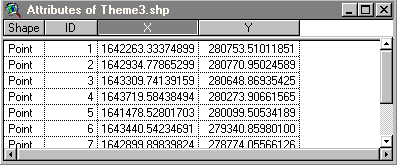 Attributes of Theme3.shp
Shape ID X Y
Point 1 1642263.33374899 280753.51011851
Point 2 1642934.77865299 280770.95024589
Point 3 1643309.74139159 280648.86935425
Point 4 1643719.58438494 280273.90661565
Point 5 1641478.52801703 280099.50534189
Point 6 1643440.54234691 279340.85980100
Point 7 1642899.89839824 278774.05566126